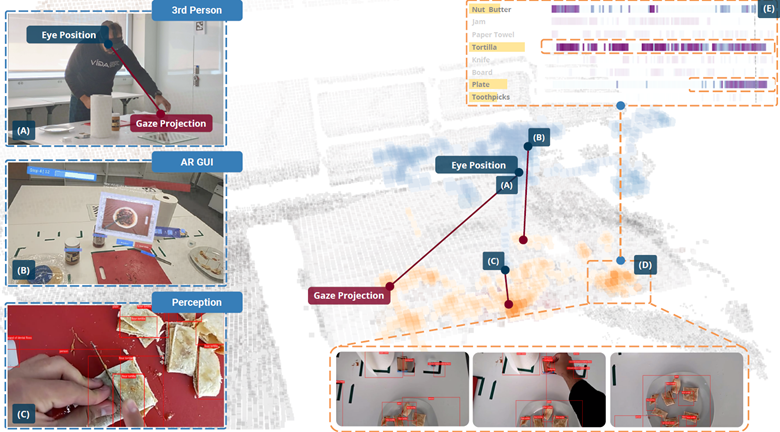 3rd Person
Eye Position
VIDA
Gaze Projection
(A)
AR GUI
(B)
Perception
(C)
Nut Butter
Jam
Paper Towel
Tortilla
Knife
Board
Plate
Toothpicks
(E)
(B)
Eye Position
(A)
(C)
(D)
Gaze Projection